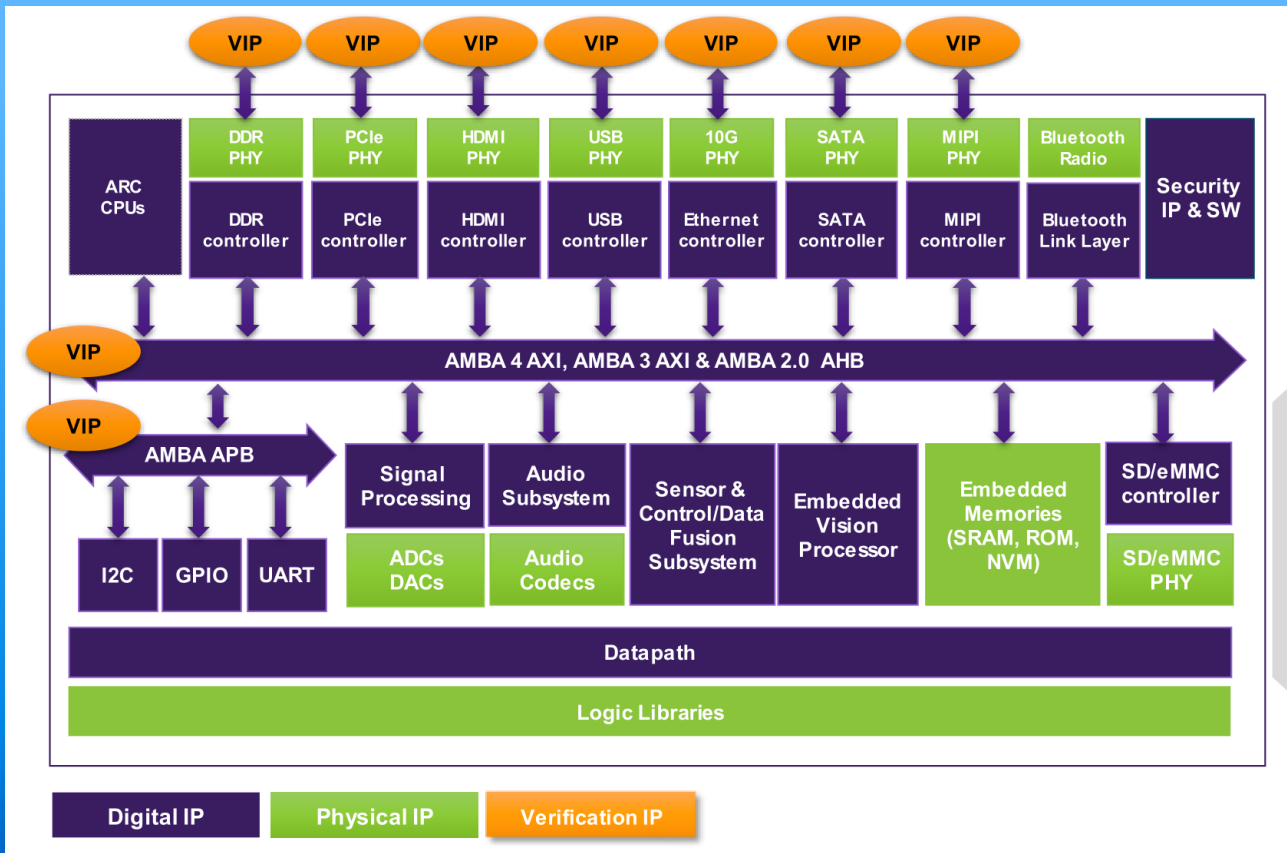 VIP
VIP
VIP
VIP
VIP
VIP
VIP
ARC
CPUs
DDR
PHY
DDR
controller
PCIe
PHY
PCIe
controller
HDMI
PHY
HDMI
controller
USB
PHY
USB
controller
10G
PHY
Ethernet
controller
SATA
PHY
SATA
controller
MIPI
PHY
MIPI
controller
Bluetooth
Radio
Bluetooth
Link Layer
Security
IP & SW
VIP
AMBA 4 AXI, AMBA 3 AXI & AMBA 2.0 AHB
VIP
AMBA APB
I2C
GPIO
UART
Signal
Processing
ADCs
DACs
Audio
Subsystem
Audio
Codecs
Sensor &
Control/Data
Fusion
Subsystem
Embedded
Vision
Processor
Embedded
Memories
(SRAM, ROM,
NVM)
SD/eMMC
controller
SD/eMMC
PHY
Datapath
Logic Libraries
Digital IP
Physical IP
Verification IP